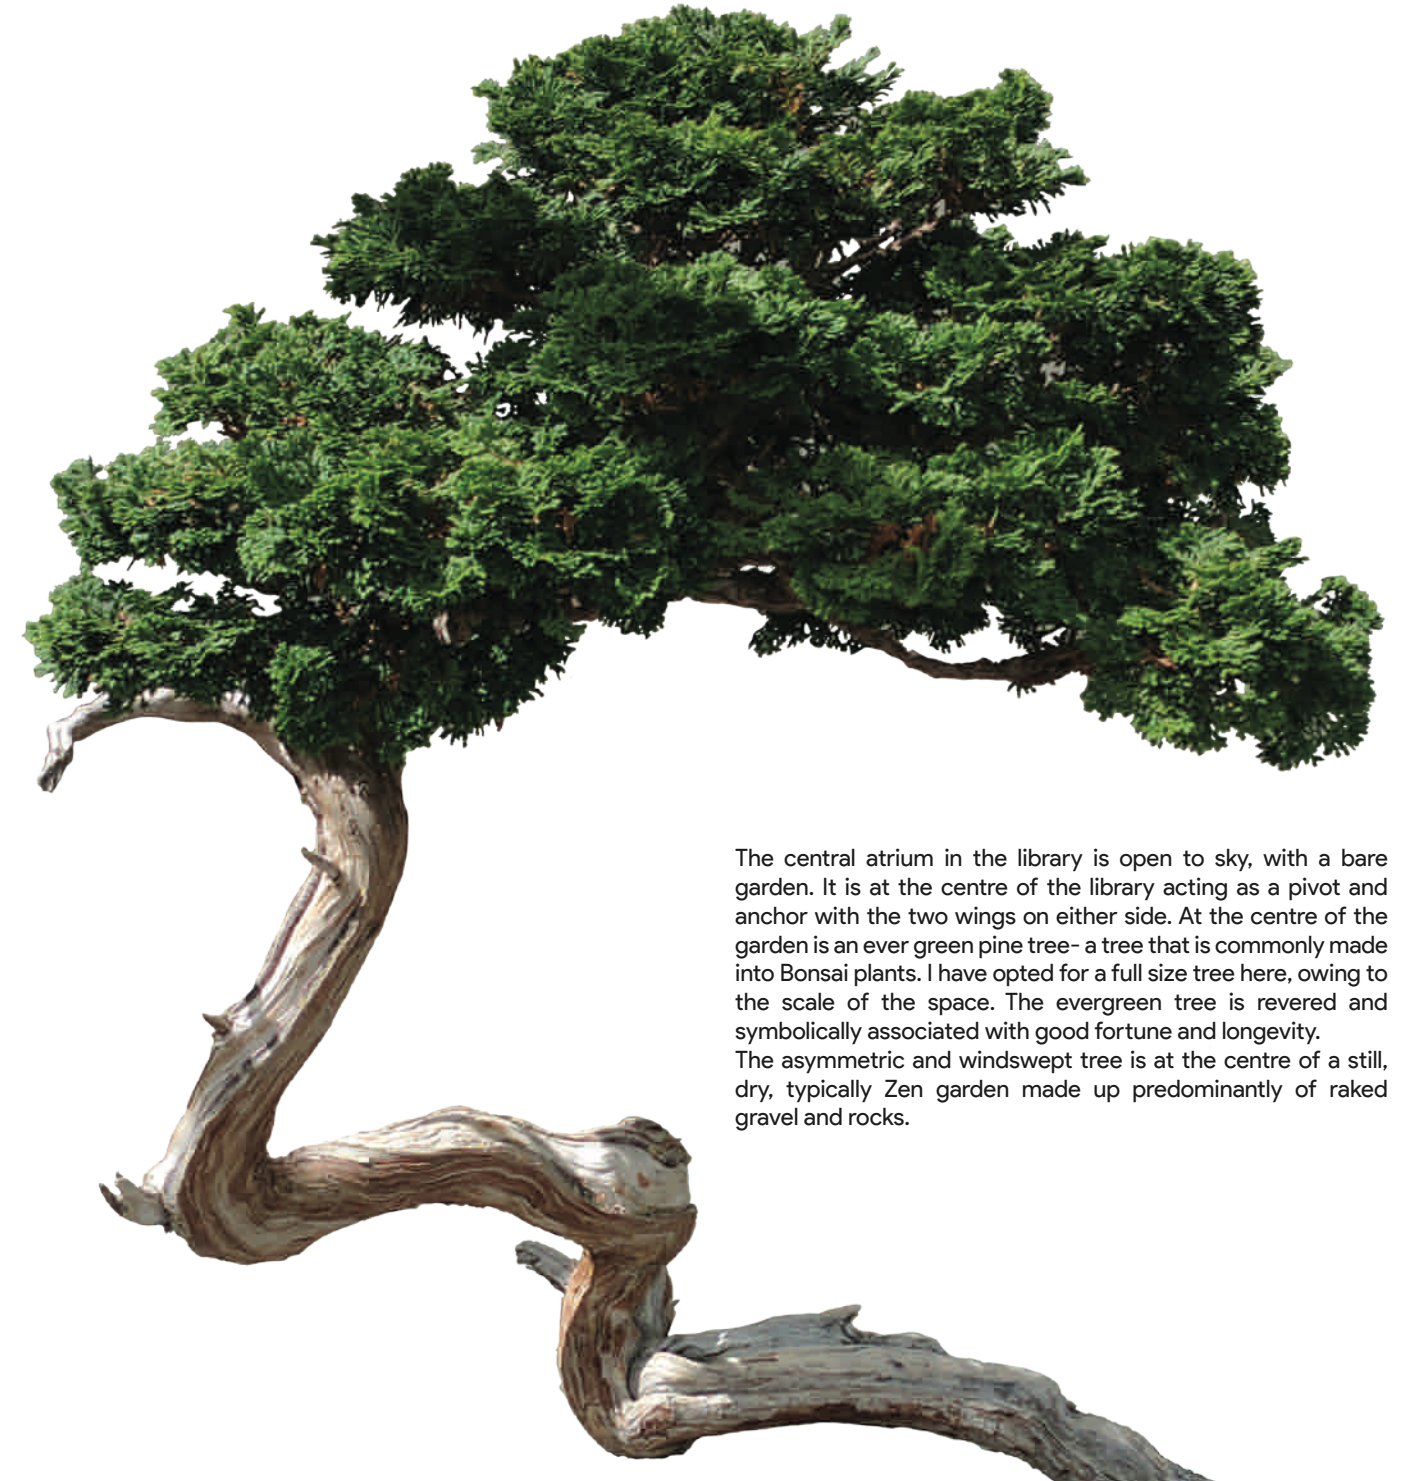 The central atrium in the library is open to sky, with a bare
garden. It is at the centre of the library acting as a pivot and
anchor with the two wings on either side. At the centre of the
garden is an ever green pine tree- a tree that is commonly made
into Bonsai plants. I have opted for a full size tree here, owing to
the scale of the space. The evergreen tree is revered and
symbolically associated with good fortune and longevity.
The asymmetric and windswept tree is at the centre of a still,
dry, typically Zen garden made up predominantly of raked
gravel and rocks.